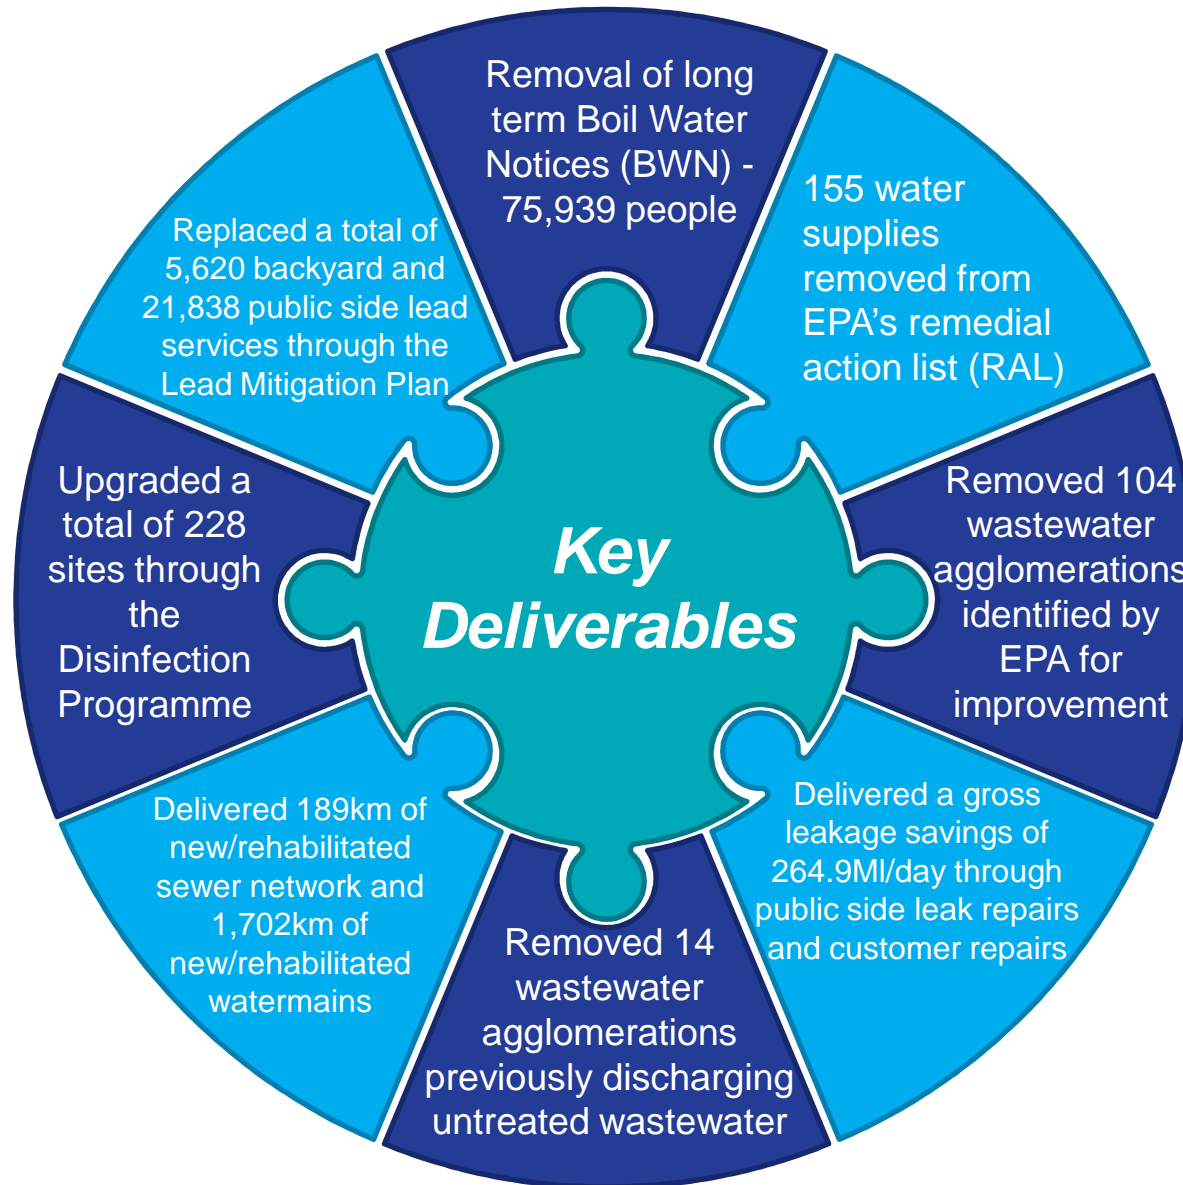 Removal of long
term Boil Water
Notices (BWN) -
75,939 people
155 water
supplies
removed from
EPA’s remedial
action list (RAL)
Removed 104
wastewater
agglomerations
identified by
EPA for
improvement
Delivered a gross
leakage savings of
264.9Ml/day through
public side leak repairs
and customer repairs
Removed 14
wastewater
agglomerations
previously discharging
untreated wastewater
Delivered 189km of
new/rehabilitated
sewer network and
1,702km of
new/rehabilitated
watermains
Upgraded a
total of 228
sites through
the
Disinfection
Programme
Replaced a total of
5,620 backyard and
21,838 public side lead
services through the
Lead Mitigation Plan
Key
Deliverables